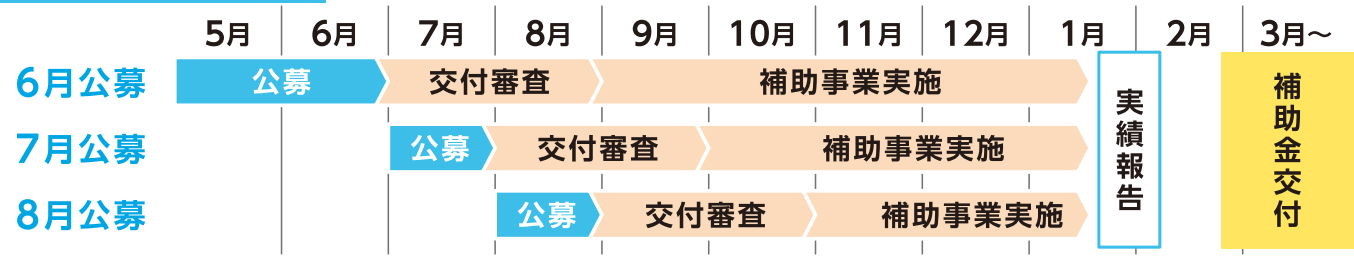 5月 6月 7月 8月 9月 10月 11月 12月 1月 2月 3月～
6月公募 公募 交付審査 補助事業実施
7月公募 公募 交付審査 補助事業実施
8月公募 公募 交付審査 補助事業実施
実績報告
補助金交付